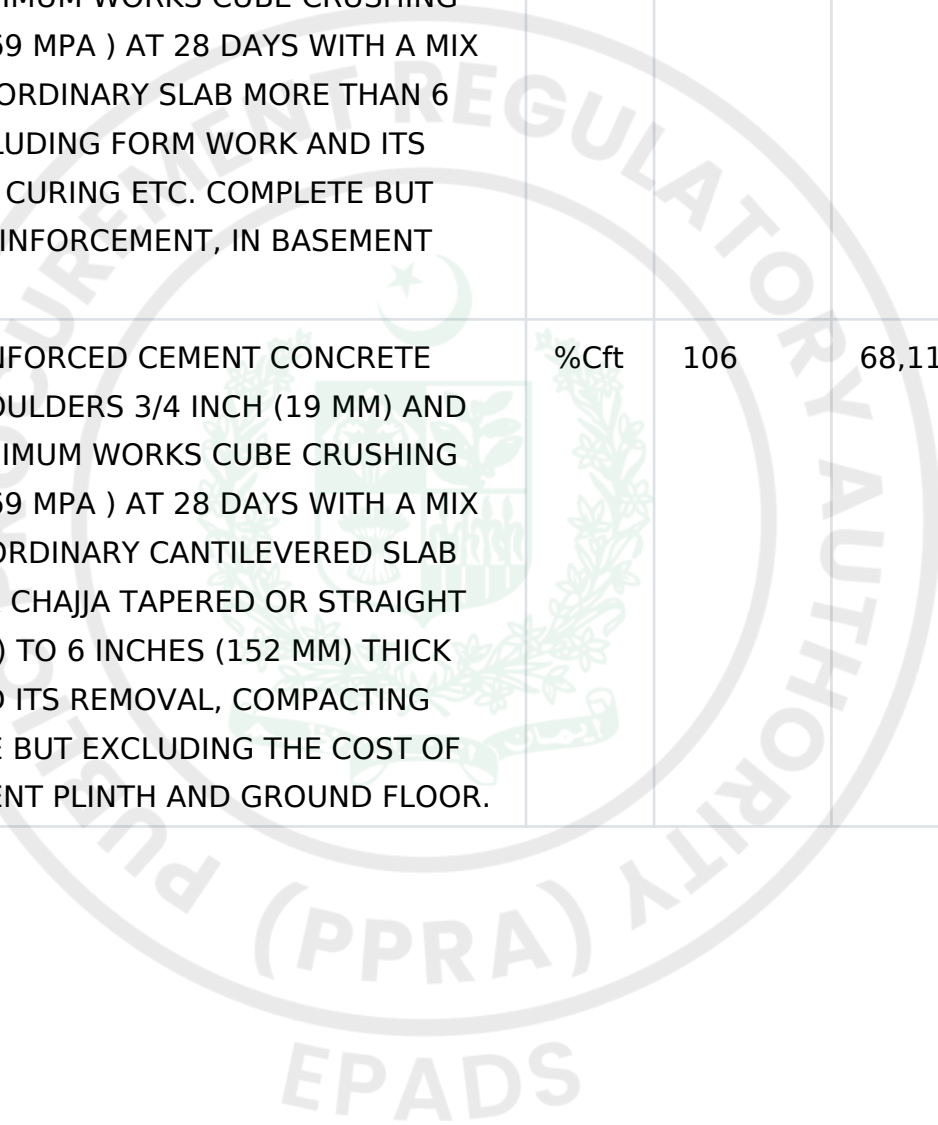 IMUM WORKS CUBE CRUSHING
69 MPA ) AT 28 DAYS WITH A MIX
ORDINARY SLAB MORE THAN 6
LUDING FORM WORK AND ITS
CURING ETC. COMPLETE BUT
INFORCEMENT, IN BASEMENT
NFORCED CEMENT CONCRETE %Cft 106 68,11
OULDERS 3/4 INCH (19 MM) AND
IMUM WORKS CUBE CRUSHING
69 MPA ) AT 28 DAYS WITH A MIX
ORDINARY CANTILEVERED SLAB
CHAJJA TAPERED OR STRAIGHT
) TO 6 INCHES (152 MM) THICK
ITS REMOVAL, COMPACTING
BUT EXCLUDING THE COST OF
ENT PLINTH AND GROUND FLOOR.
PUBLIC PROCUREMENT REGULATORY AUTHORITY
(PPRA)
EPADS